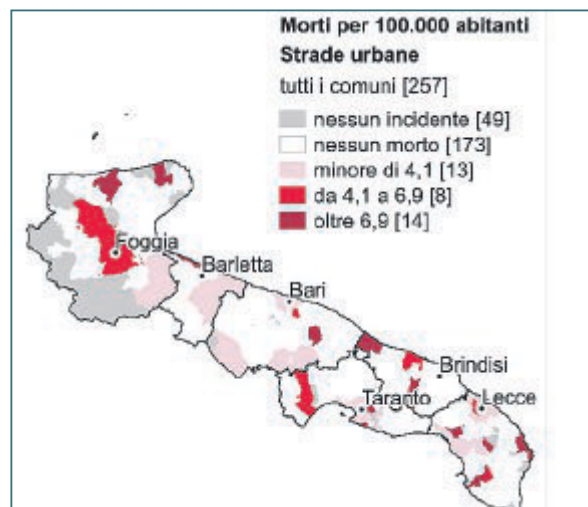 Morti per 100.000 abitanti
Strade urbane
tutti i comuni [257]
nessun incidente [49]
nessun morto [173]
minore di 4,1 [13]
da 4,1 a 6,9 [8]
oltre 6,9 [14]
Foggia
Barletta
Bari
Brindisi
Taranto
Lecce